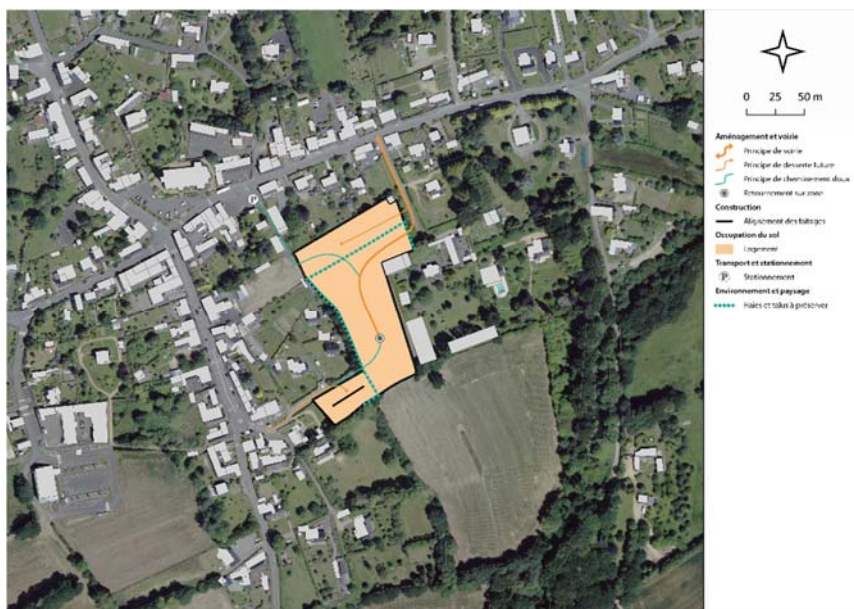 0 25 50 m
Aménagement et voirie
Principe de voirie
Principe de desserte future
Principe de cheminement doux
Retournement sur zone
Construction
Alignement des faîtages
Occupation du sol
Logement
Transport et stationnement
P Stationnement
Environnement et paysage
Haies et talus à préserver
P